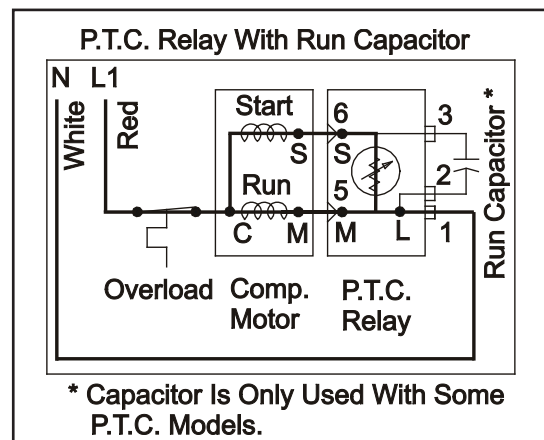 P.T.C. Relay With Run Capacitor
N L1
White
Red
Start
S
6
S
3
Run
C
M
5
M
L
2
1
Run Capacitor *
Overload
Comp.
Motor
P.T.C.
Relay
* Capacitor Is Only Used With Some
P.T.C. Models.